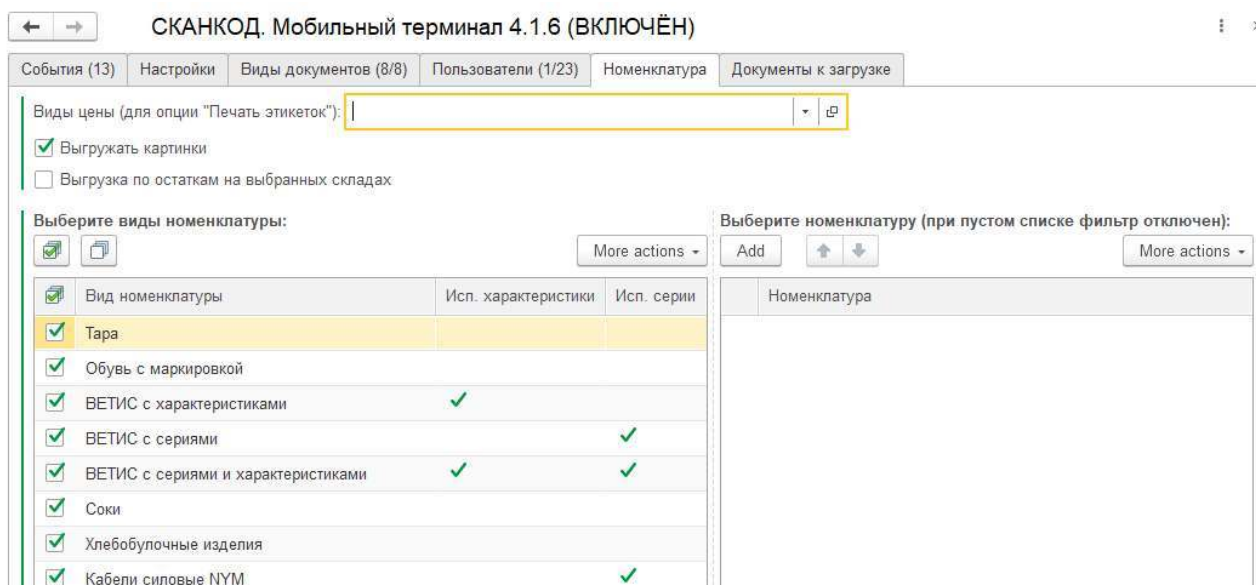 СКАНКОД. Мобильный терминал 4.1.6 (ВКЛЮЧЁН)
События (13) Настройки Виды документов (8/8) Пользователи (1/23) Номенклатура Документы к загрузке
Виды цены (для опции "Печать этикеток"):
Выгружать картинки
Выгрузка по остаткам на выбранных складах
Выберите виды номенклатуры: Выберите номенклатуру (при пустом списке фильтр отключен):
More actions Add More actions
Вид номенклатуры Исп. характеристики Исп. серии Номенклатура
Тара
Обувь с маркировкой
ВЕТИС с характеристиками
ВЕТИС с сериями
ВЕТИС с сериями и характеристиками
Соки
Хлебобулочные изделия
Кабели силовые NYM